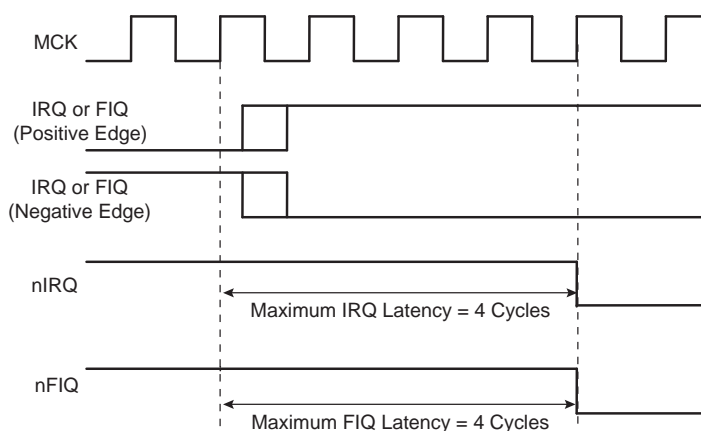 MCK
IRQ or FIQ
(Positive Edge)
IRQ or FIQ
(Negative Edge)
nIRQ
Maximum IRQ Latency = 4 Cycles
nFIQ
Maximum FIQ Latency = 4 Cycles